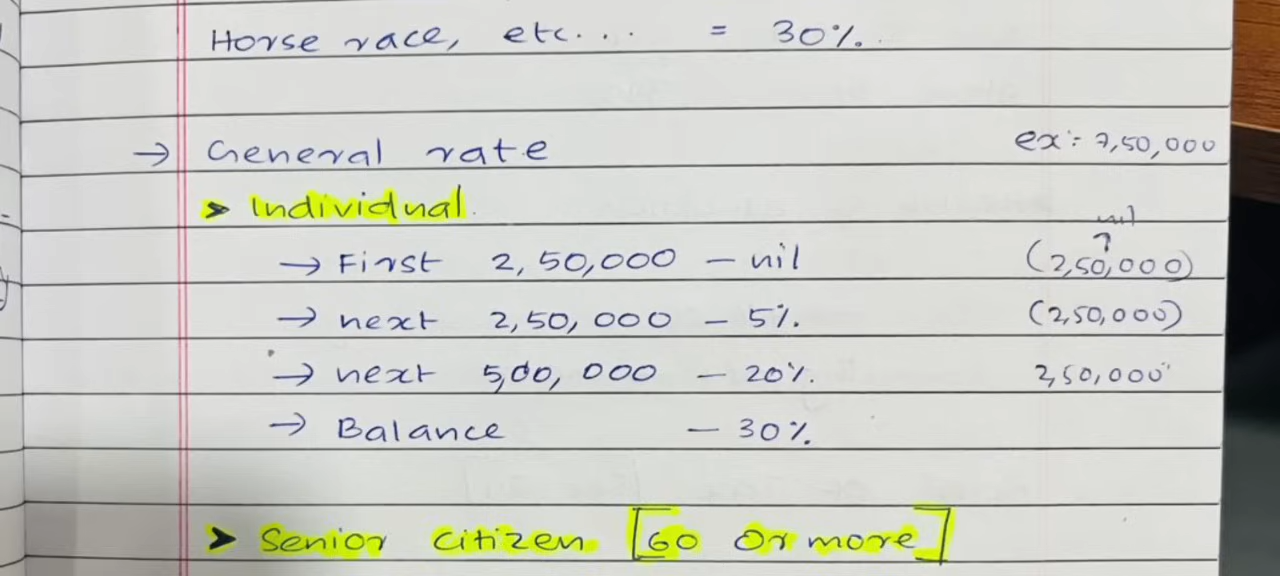 Horse race, etc... = 30%.
→ General rate ex: 7,50,000
➤ Individual.
nil
→ First 2,50,000 – nil (2,50,000)
→ next 2,50,000 – 5%. (2,50,000)
→ next 5,00,000 – 20%. 2,50,000
→ Balance – 30%
➤ Senior citizen [60 or more]